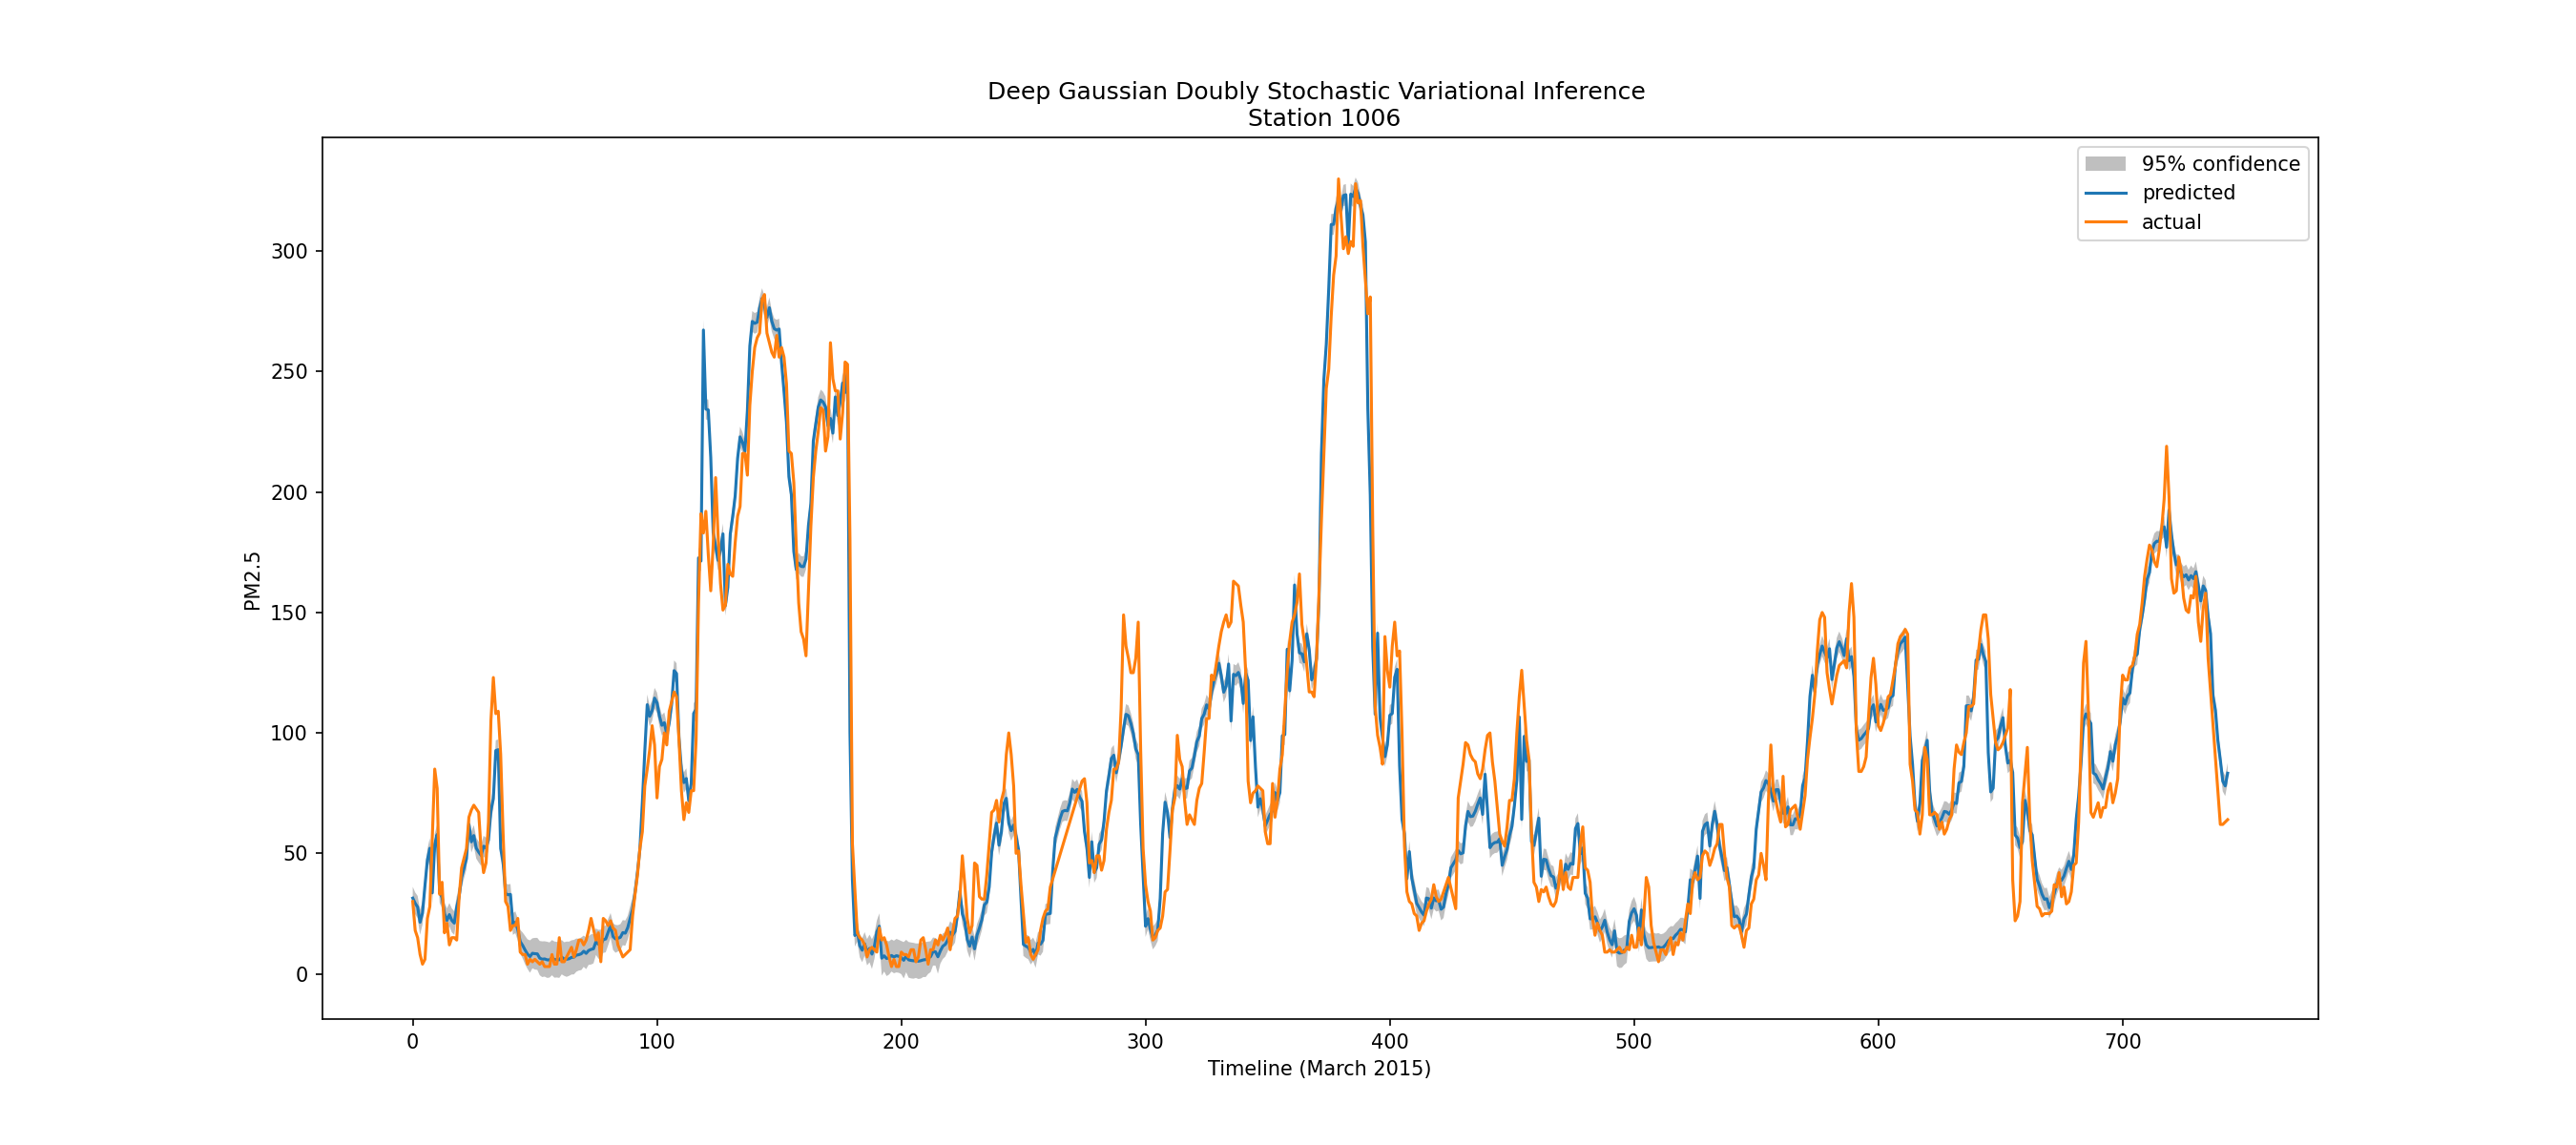 Deep Gaussian Doubly Stochastic Variational Inference
Station 1006
95% confidence
predicted
actual
PM2.5
300
250
200
150
100
50
0
0 100 200 300 400 500 600 700
Timeline (March 2015)